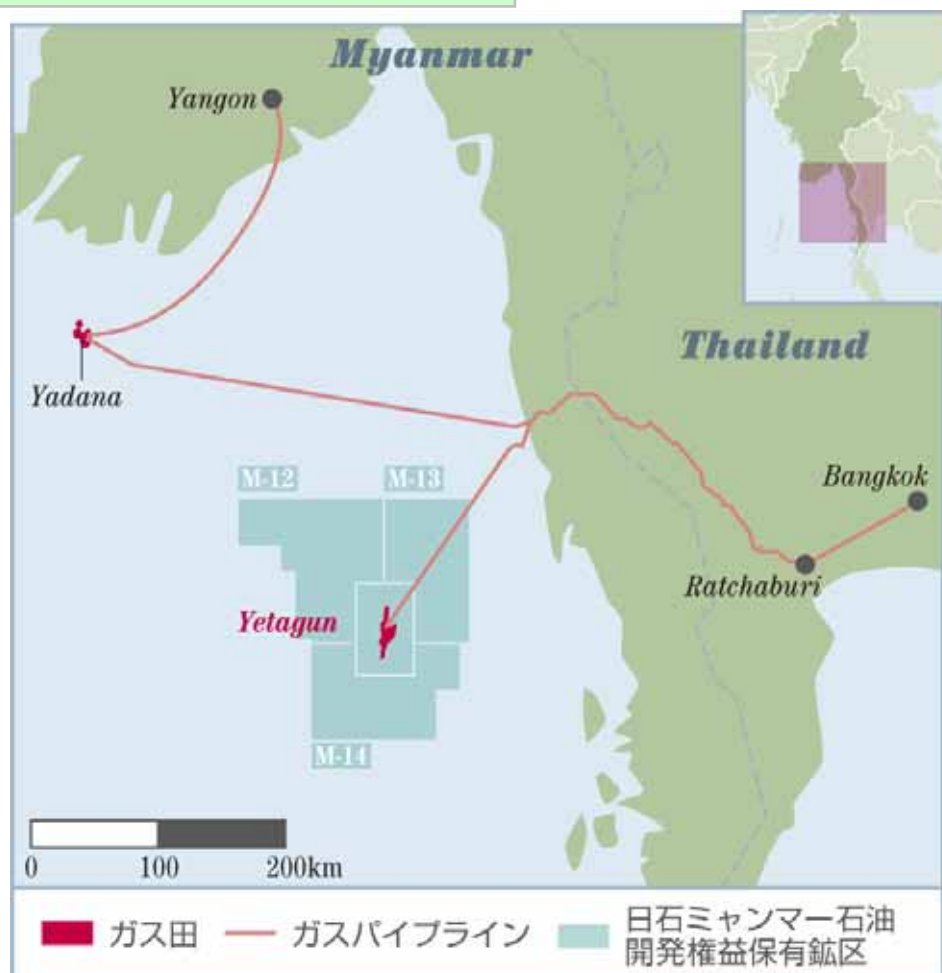 Myanmar
Yangon
Thailand
Yadana
Bangkok
M-12
M-13
Ratchaburi
Yetagun
M-14
0 100 200km
ガス田
ガスパイプライン
日石ミャンマー石油
開発権益保有鉱区